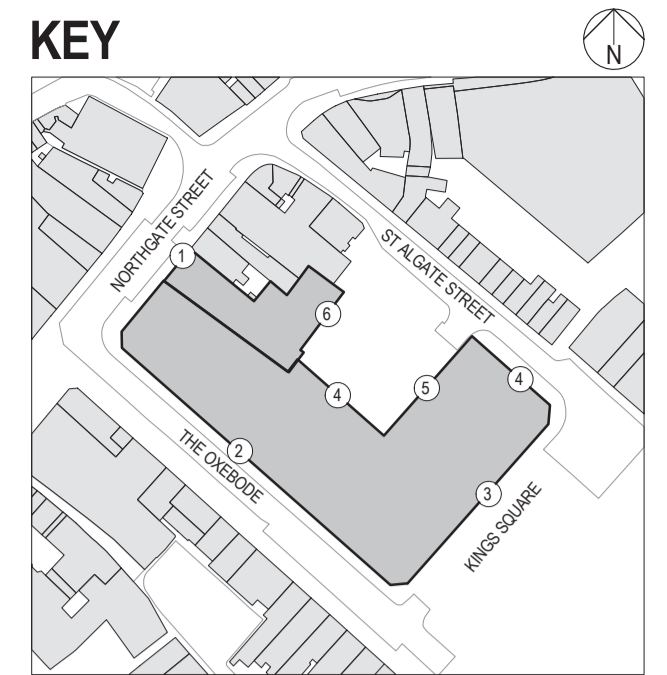 KEY
N
NORTHGATE STREET
1
ST ALGATE STREET
6
4
5
4
2
THE OXEBODE
3
KINGS SQUARE